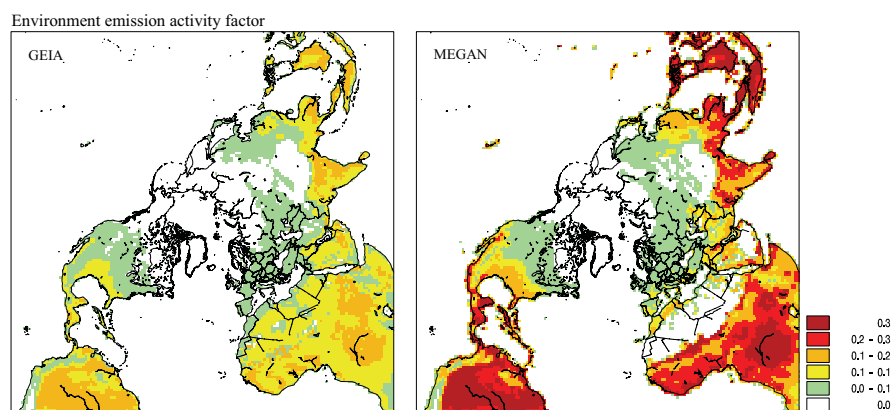 Environment emission activity factor
GEIA
MEGAN
0.3
0.2 - 0.3
0.1 - 0.2
0.1 - 0.1
0.0 - 0.1
0.0